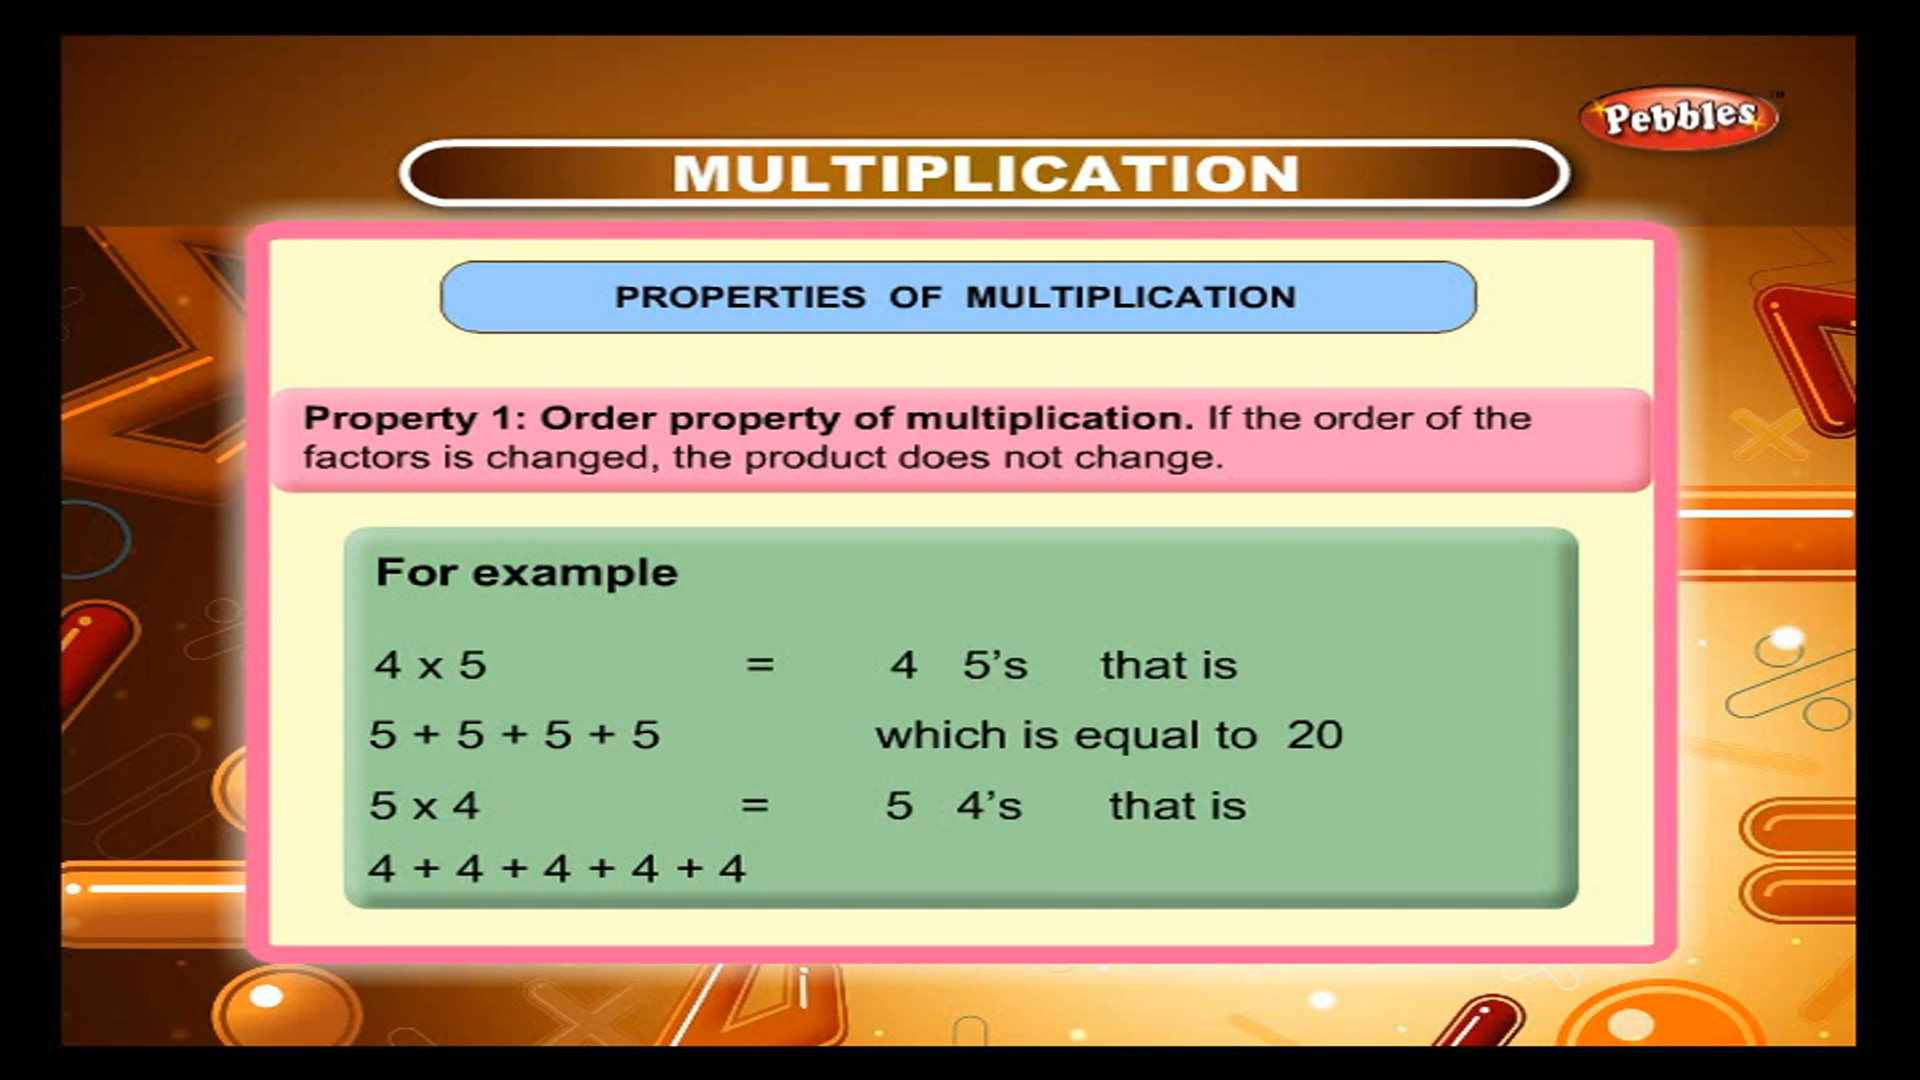 Pebbles™
MULTIPLICATION
PROPERTIES OF MULTIPLICATION
Property 1: Order property of multiplication. If the order of the
factors is changed, the product does not change.
For example
4 x 5 = 4 5’s that is
5 + 5 + 5 + 5 which is equal to 20
5 x 4 = 5 4’s that is
4 + 4 + 4 + 4 + 4